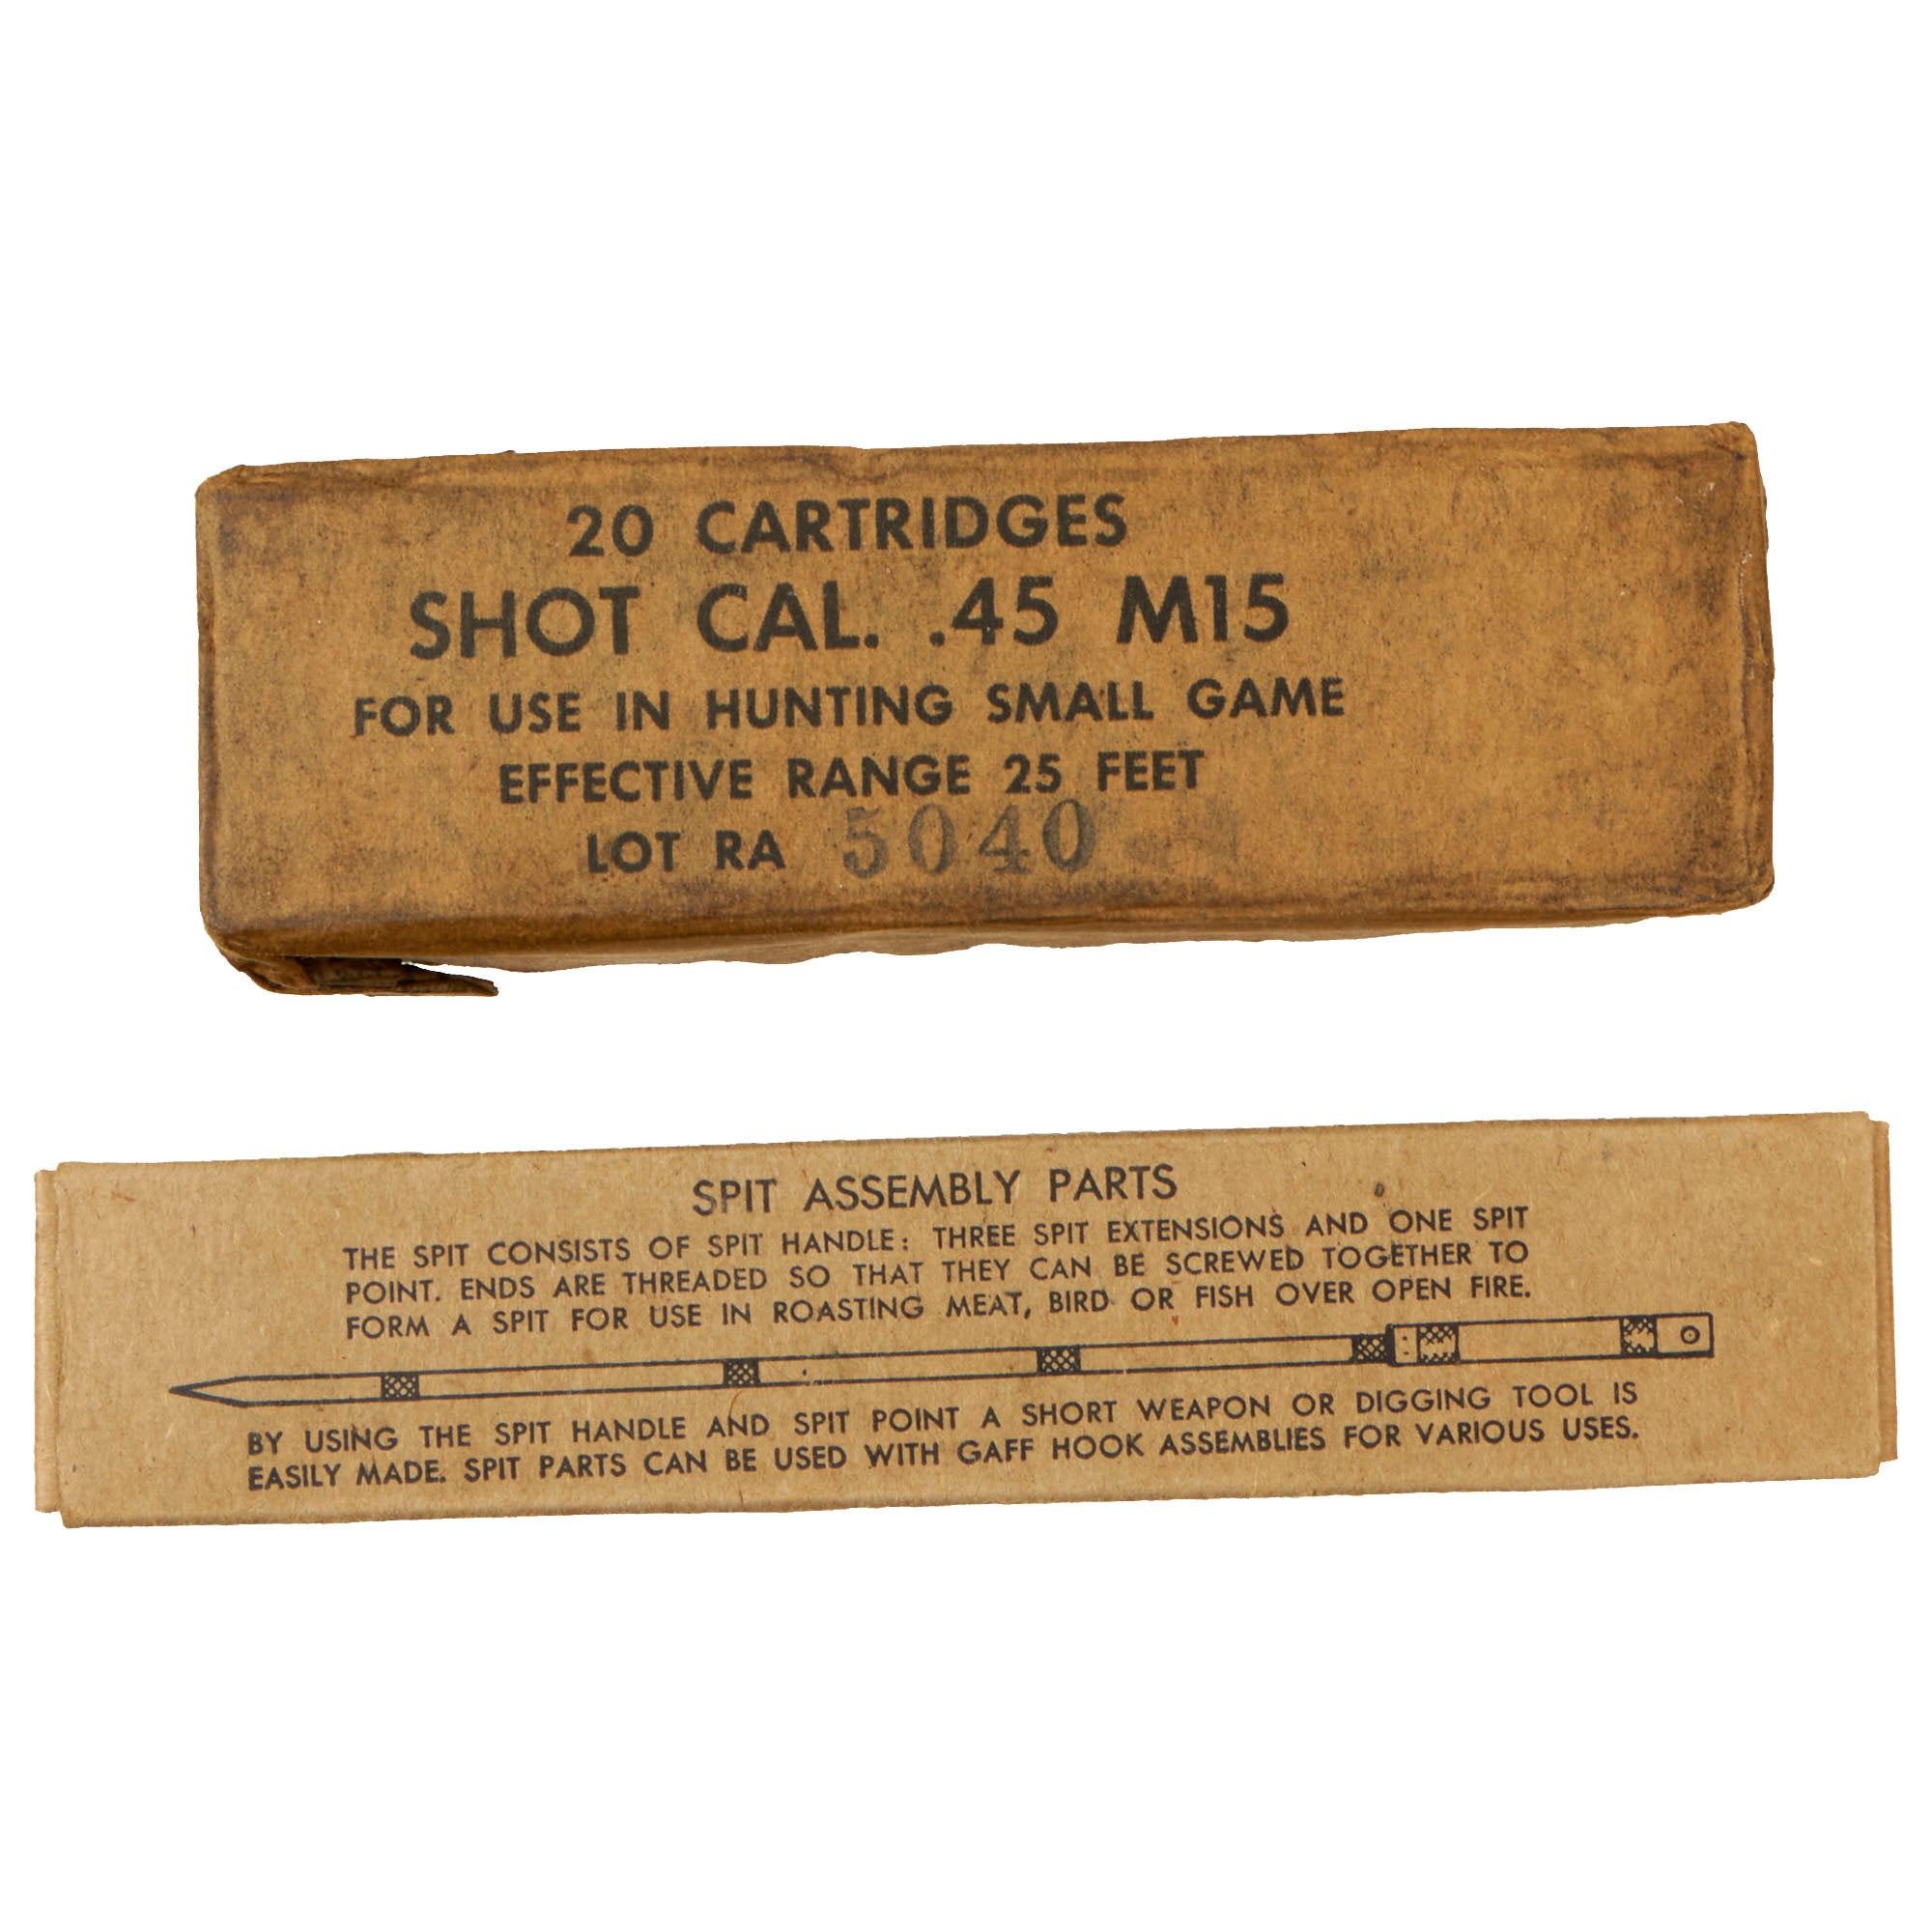 20 CARTRIDGES
SHOT CAL. .45 M15
FOR USE IN HUNTING SMALL GAME
EFFECTIVE RANGE 25 FEET
LOT RA 5040
SPIT ASSEMBLY PARTS
THE SPIT CONSISTS OF SPIT HANDLE: THREE SPIT EXTENSIONS AND ONE SPIT
POINT. ENDS ARE THREADED SO THAT THEY CAN BE SCREWED TOGETHER TO
FORM A SPIT FOR USE IN ROASTING MEAT, BIRD OR FISH OVER OPEN FIRE.
BY USING THE SPIT HANDLE AND SPIT POINT A SHORT WEAPON OR DIGGING TOOL IS
EASILY MADE. SPIT PARTS CAN BE USED WITH GAFF HOOK ASSEMBLIES FOR VARIOUS USES.